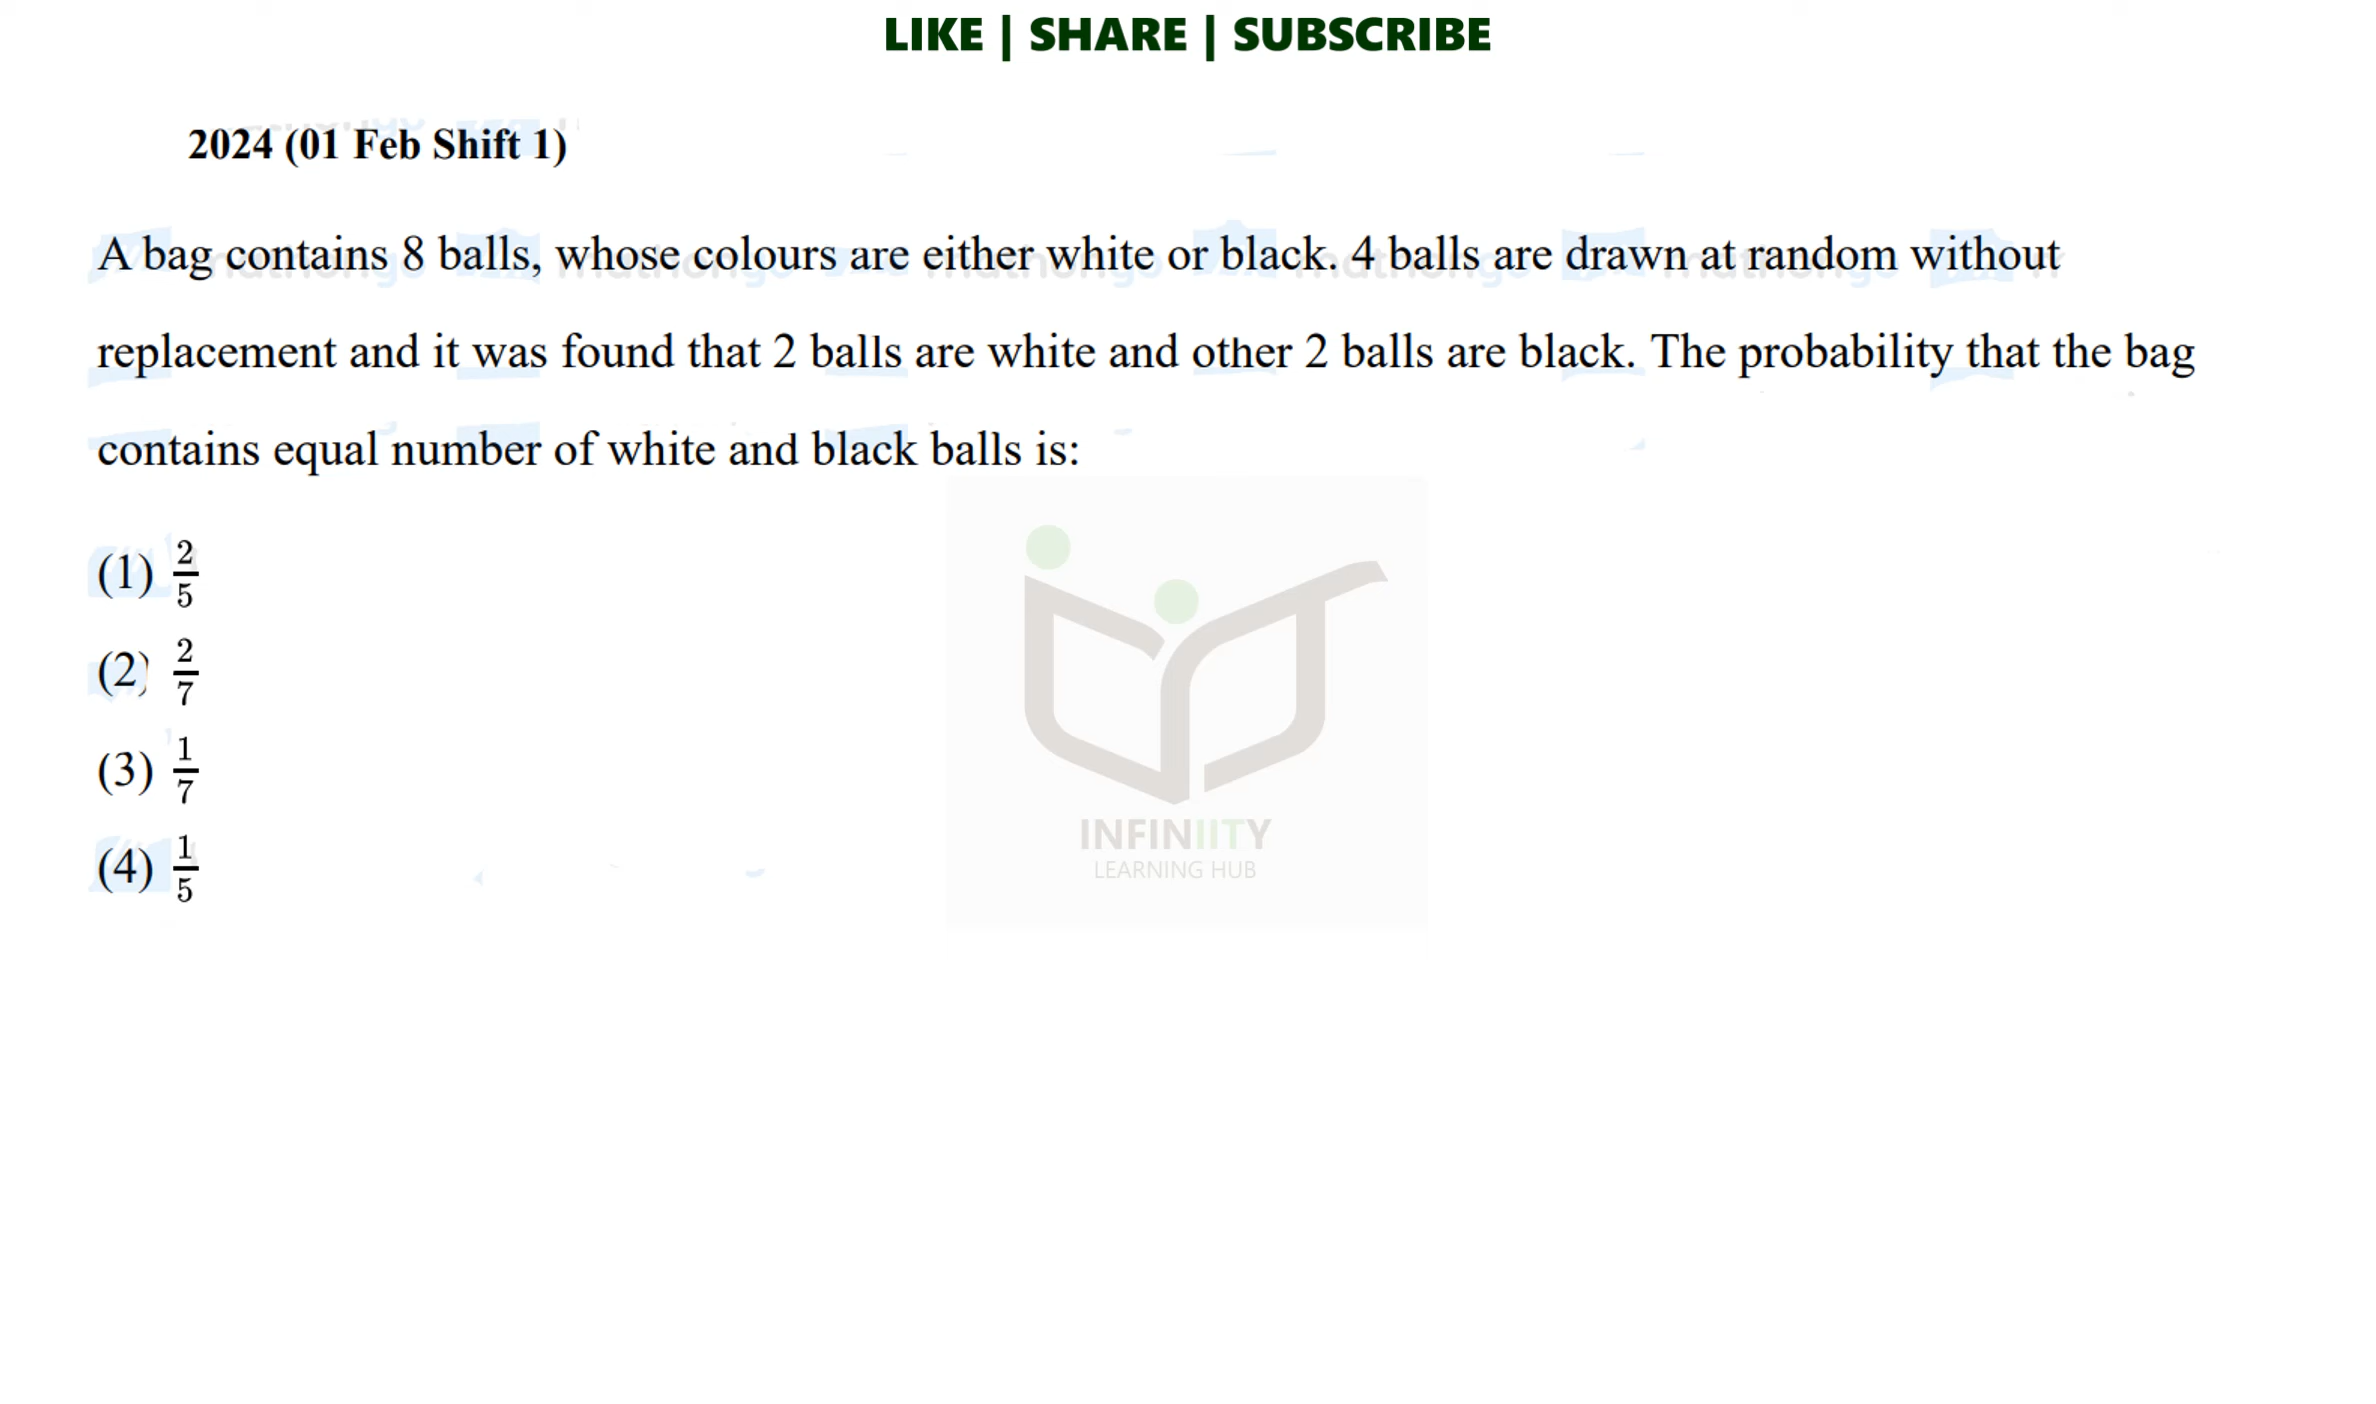 LIKE | SHARE | SUBSCRIBE
2024 (01 Feb Shift 1)
A bag contains 8 balls, whose colours are either white or black. 4 balls are drawn at random without
replacement and it was found that 2 balls are white and other 2 balls are black. The probability that the bag
contains equal number of white and black balls is:
(1) 2/5
(2) 2/7
(3) 1/7
(4) 1/5
INFINIITY
LEARNING HUB